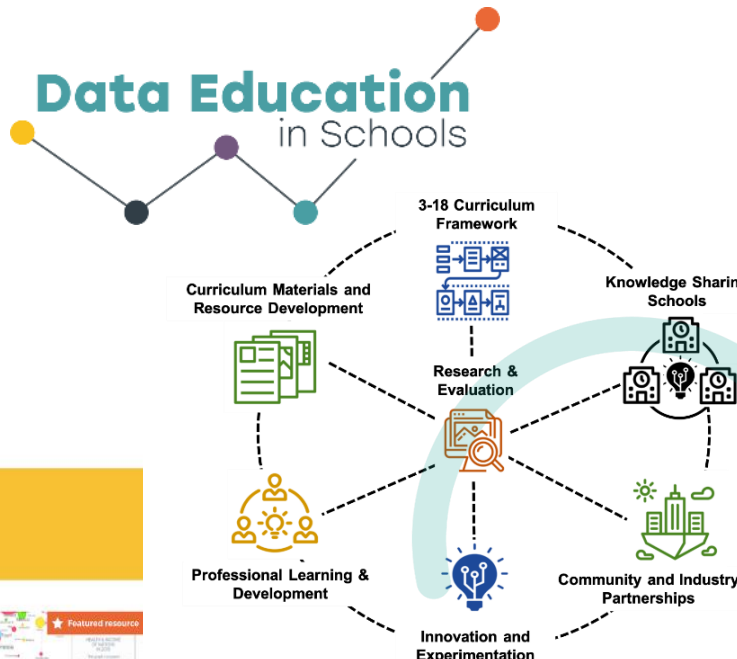 Data Education
in Schools
3-18 Curriculum
Framework
Curriculum Materials and
Resource Development
Knowledge Sharin
Schools
Research &
Evaluation
Professional Learning &
Development
Community and Industry
Partnerships
Innovation and
Experimentation
Featured resource